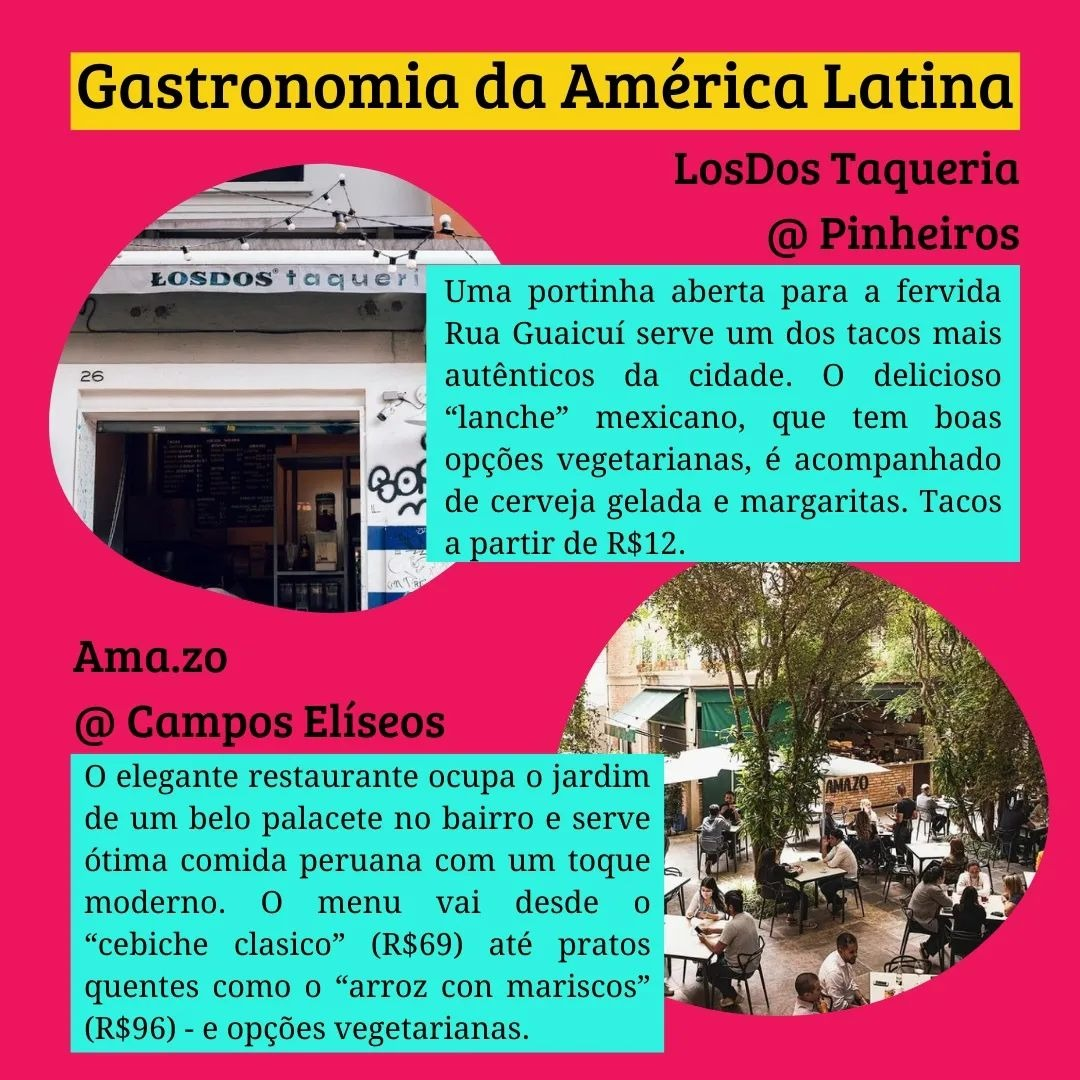 Gastronomia da América Latina
LosDos Taqueria
@ Pinheiros
ŁOSDOS® taqueri
26
Uma portinha aberta para a fervida
Rua Guaicuí serve um dos tacos mais
autênticos da cidade. O delicioso
“lanche” mexicano, que tem boas
opções vegetarianas, é acompanhado
de cerveja gelada e margaritas. Tacos
a partir de R$12.
Ama.zo
@ Campos Elíseos
AMAZO
O elegante restaurante ocupa o jardim
de um belo palacete no bairro e serve
ótima comida peruana com um toque
moderno. O menu vai desde o
“cebiche clasico” (R$69) até pratos
quentes como o “arroz con mariscos”
(R$96) - e opções vegetarianas.